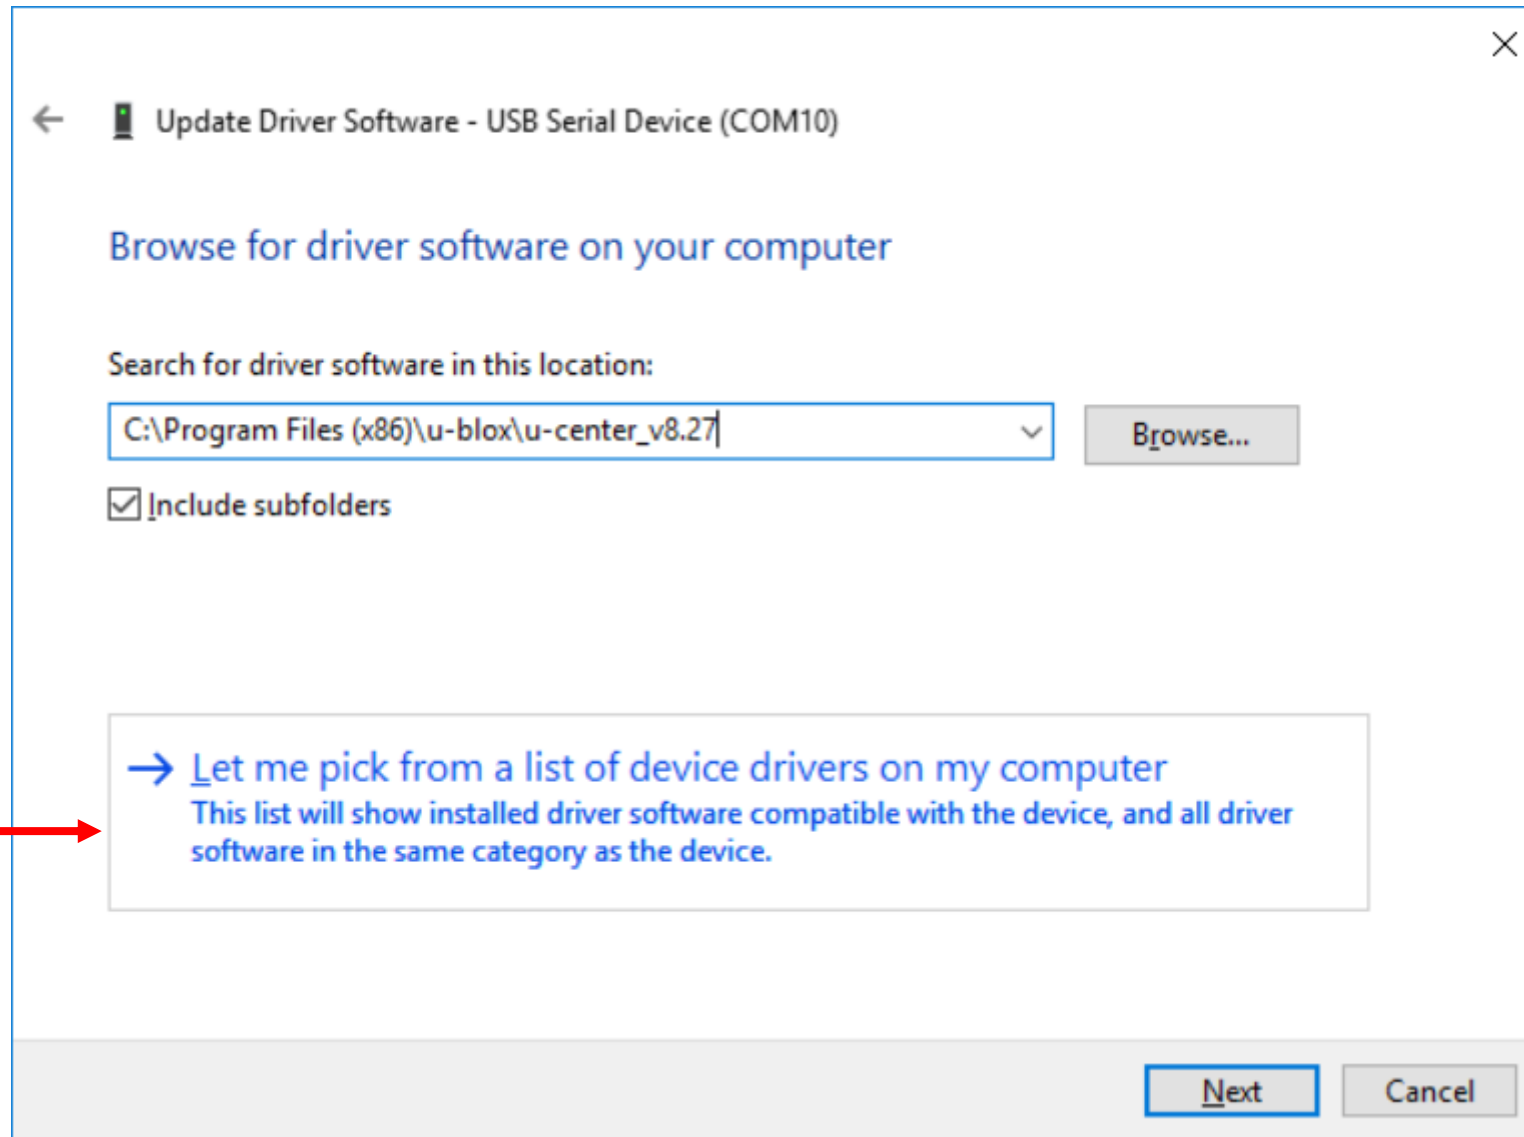 Update Driver Software - USB Serial Device (COM10)
Browse for driver software on your computer
Search for driver software in this location:
C:\Program Files (x86)\u-blox\u-center_v8.27
Browse...
Include subfolders
Let me pick from a list of device drivers on my computer
This list will show installed driver software compatible with the device, and all driver
software in the same category as the device.
Next
Cancel